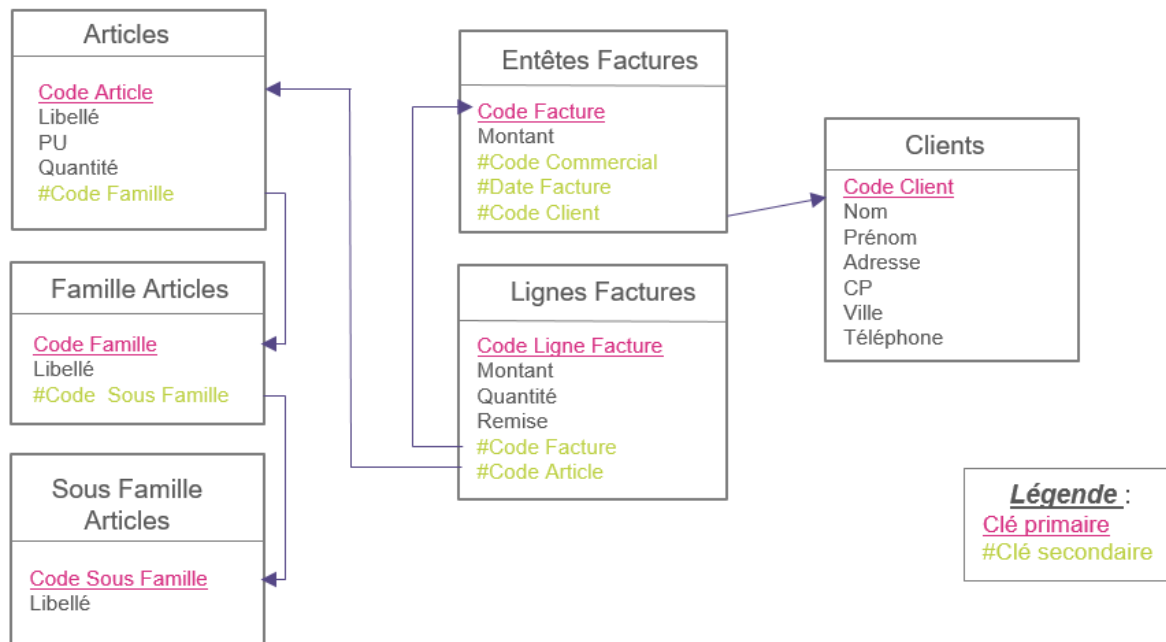 Articles
Code Article
Libellé
PU
Quantité
#Code Famille
Famille Articles
Code Famille
Libellé
#Code  Sous Famille
Sous Famille
Articles
Code Sous Famille
Libellé
Entêtes Factures
Code Facture
Montant
#Code Commercial
#Date Facture
#Code Client
Lignes Factures
Code Ligne Facture
Montant
Quantité
Remise
#Code Facture
#Code Article
Clients
Code Client
Nom
Prénom
Adresse
CP
Ville
Téléphone
Légende :
Clé primaire
#Clé secondaire